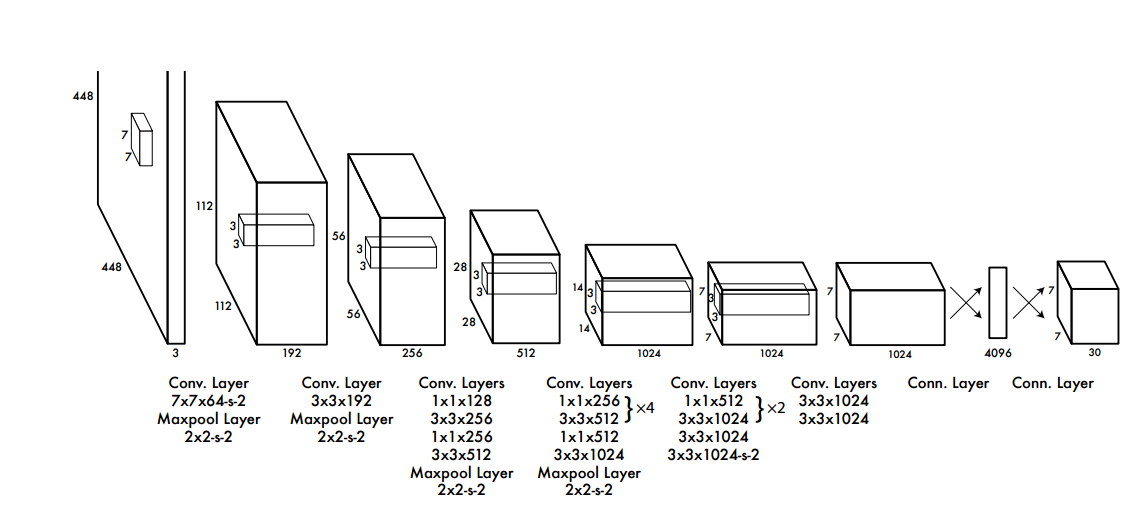 448
7
7
448
3
112
3
3
112
192
56
3
3
56
256
28
3
3
28
512
14
3
3
14
1024
7
3
3
7
1024
7
7
1024
4096
7
7
30
Conv. Layer
7x7x64-s-2
Maxpool Layer
2x2-s-2
Conv. Layer
3x3x192
Maxpool Layer
2x2-s-2
Conv. Layers
1x1x128
3x3x256
1x1x256
3x3x512
Maxpool Layer
2x2-s-2
Conv. Layers
1x1x256
3x3x512
} ×4
1x1x512
3x3x1024
Maxpool Layer
2x2-s-2
Conv. Layers
1x1x512
3x3x1024
} ×2
3x3x1024
3x3x1024-s-2
Conv. Layers
3x3x1024
3x3x1024
Conn. Layer
Conn. Layer